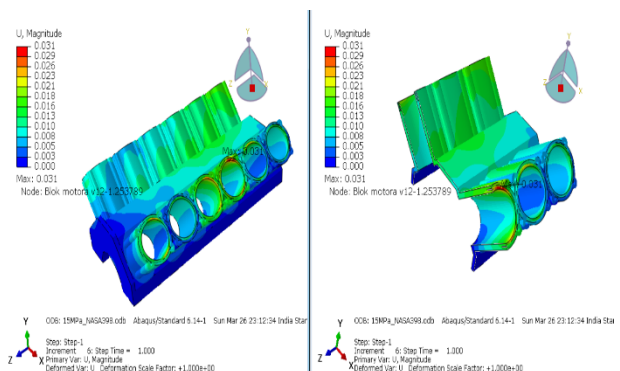 U, Magnitude
0.031
0.029
0.026
0.023
0.021
0.018
0.016
0.013
0.010
0.008
0.005
0.003
0.000
Max: 0.031
Node: Blok motora v12-1.253789
Max: 0.031
Y
Z
X
ODB: 15MPa_NASA398.odb Abaqus/Standard 6.14-1 Sun Mar 26 23:12:34 India Star
Step: Step-1
Increment 6: Step Time = 1.000
Primary Var: U, Magnitude
Deformed Var: U Deformation Scale Factor: +1.000e+00
Y
Z
X
U, Magnitude
0.031
0.029
0.026
0.023
0.021
0.018
0.016
0.013
0.010
0.008
0.005
0.003
0.000
Max: 0.031
Node: Blok motora v12-1.253789
Y
Z
X
ODB: 15MPa_NASA398.odb Abaqus/Standard 6.14-1 Sun Mar 26 23:12:34 India Star
Step: Step-1
Increment 6: Step Time = 1.000
Primary Var: U, Magnitude
Deformed Var: U Deformation Scale Factor: +1.000e+00
Y
Z
X